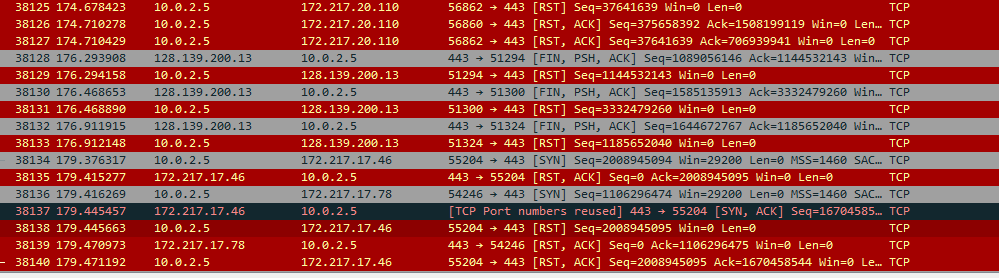 38125 174.678423 10.0.2.5 172.217.20.110 56862 → 443 [RST] Seq=37641639 Win=0 Len=0 TCP
38126 174.710278 10.0.2.5 172.217.20.110 56860 → 443 [RST, ACK] Seq=375658392 Ack=1508199119 Win=0 Len=0 TCP
38127 174.710429 10.0.2.5 172.217.20.110 56862 → 443 [RST, ACK] Seq=37641639 Ack=706939941 Win=0 Len=0 TCP
38128 176.293908 128.139.200.13 10.0.2.5 443 → 51294 [FIN, PSH, ACK] Seq=1089056146 Ack=1144532143 Win=… TCP
38129 176.294158 10.0.2.5 128.139.200.13 51294 → 443 [RST] Seq=1144532143 Win=0 Len=0 TCP
38130 176.468653 128.139.200.13 10.0.2.5 443 → 51300 [FIN, PSH, ACK] Seq=1585135913 Ack=3332479260 Win=… TCP
38131 176.468890 10.0.2.5 128.139.200.13 51300 → 443 [RST] Seq=3332479260 Win=0 Len=0 TCP
38132 176.911915 128.139.200.13 10.0.2.5 443 → 51324 [FIN, PSH, ACK] Seq=1644672767 Ack=1185652040 Win=… TCP
38133 176.912148 10.0.2.5 128.139.200.13 51324 → 443 [RST] Seq=1185652040 Win=0 Len=0 TCP
38134 179.376317 10.0.2.5 172.217.17.46 55204 → 443 [SYN] Seq=2008945094 Win=29200 Len=0 MSS=1460 SAC… TCP
38135 179.415277 172.217.17.46 10.0.2.5 443 → 55204 [RST, ACK] Seq=0 Ack=2008945095 Win=0 Len=0 TCP
38136 179.416269 10.0.2.5 172.217.17.78 54246 → 443 [SYN] Seq=1106296474 Win=29200 Len=0 MSS=1460 SAC… TCP
38137 179.445457 172.217.17.46 10.0.2.5 [TCP Port numbers reused] 443 → 55204 [SYN, ACK] Seq=16704585… TCP
38138 179.445663 10.0.2.5 172.217.17.46 55204 → 443 [RST] Seq=2008945095 Win=0 Len=0 TCP
38139 179.470973 172.217.17.78 10.0.2.5 443 → 54246 [RST, ACK] Seq=0 Ack=1106296475 Win=0 Len=0 TCP
38140 179.471192 10.0.2.5 172.217.17.46 55204 → 443 [RST, ACK] Seq=2008945095 Ack=1670458544 Win=0 Le… TCP